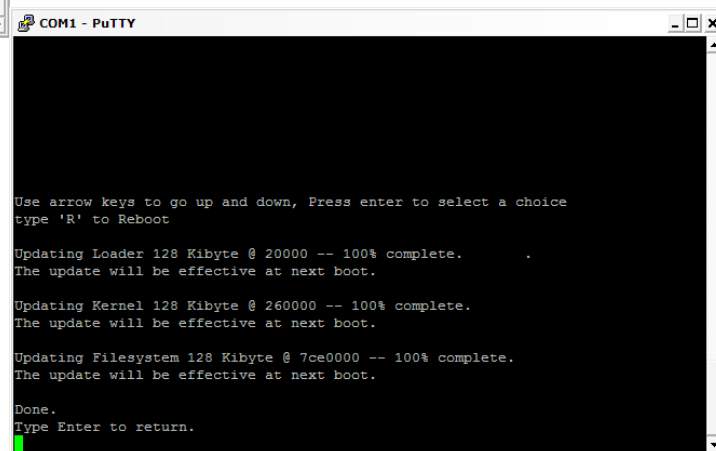 COM1 - PuTTY
Use arrow keys to go up and down, Press enter to select a choice
type 'R' to Reboot
Updating Loader 128 Kibyte @ 20000 -- 100% complete.       .
The update will be effective at next boot.
Updating Kernel 128 Kibyte @ 260000 -- 100% complete.
The update will be effective at next boot.
Updating Filesystem 128 Kibyte @ 7ce0000 -- 100% complete.
The update will be effective at next boot.
Done.
Type Enter to return.